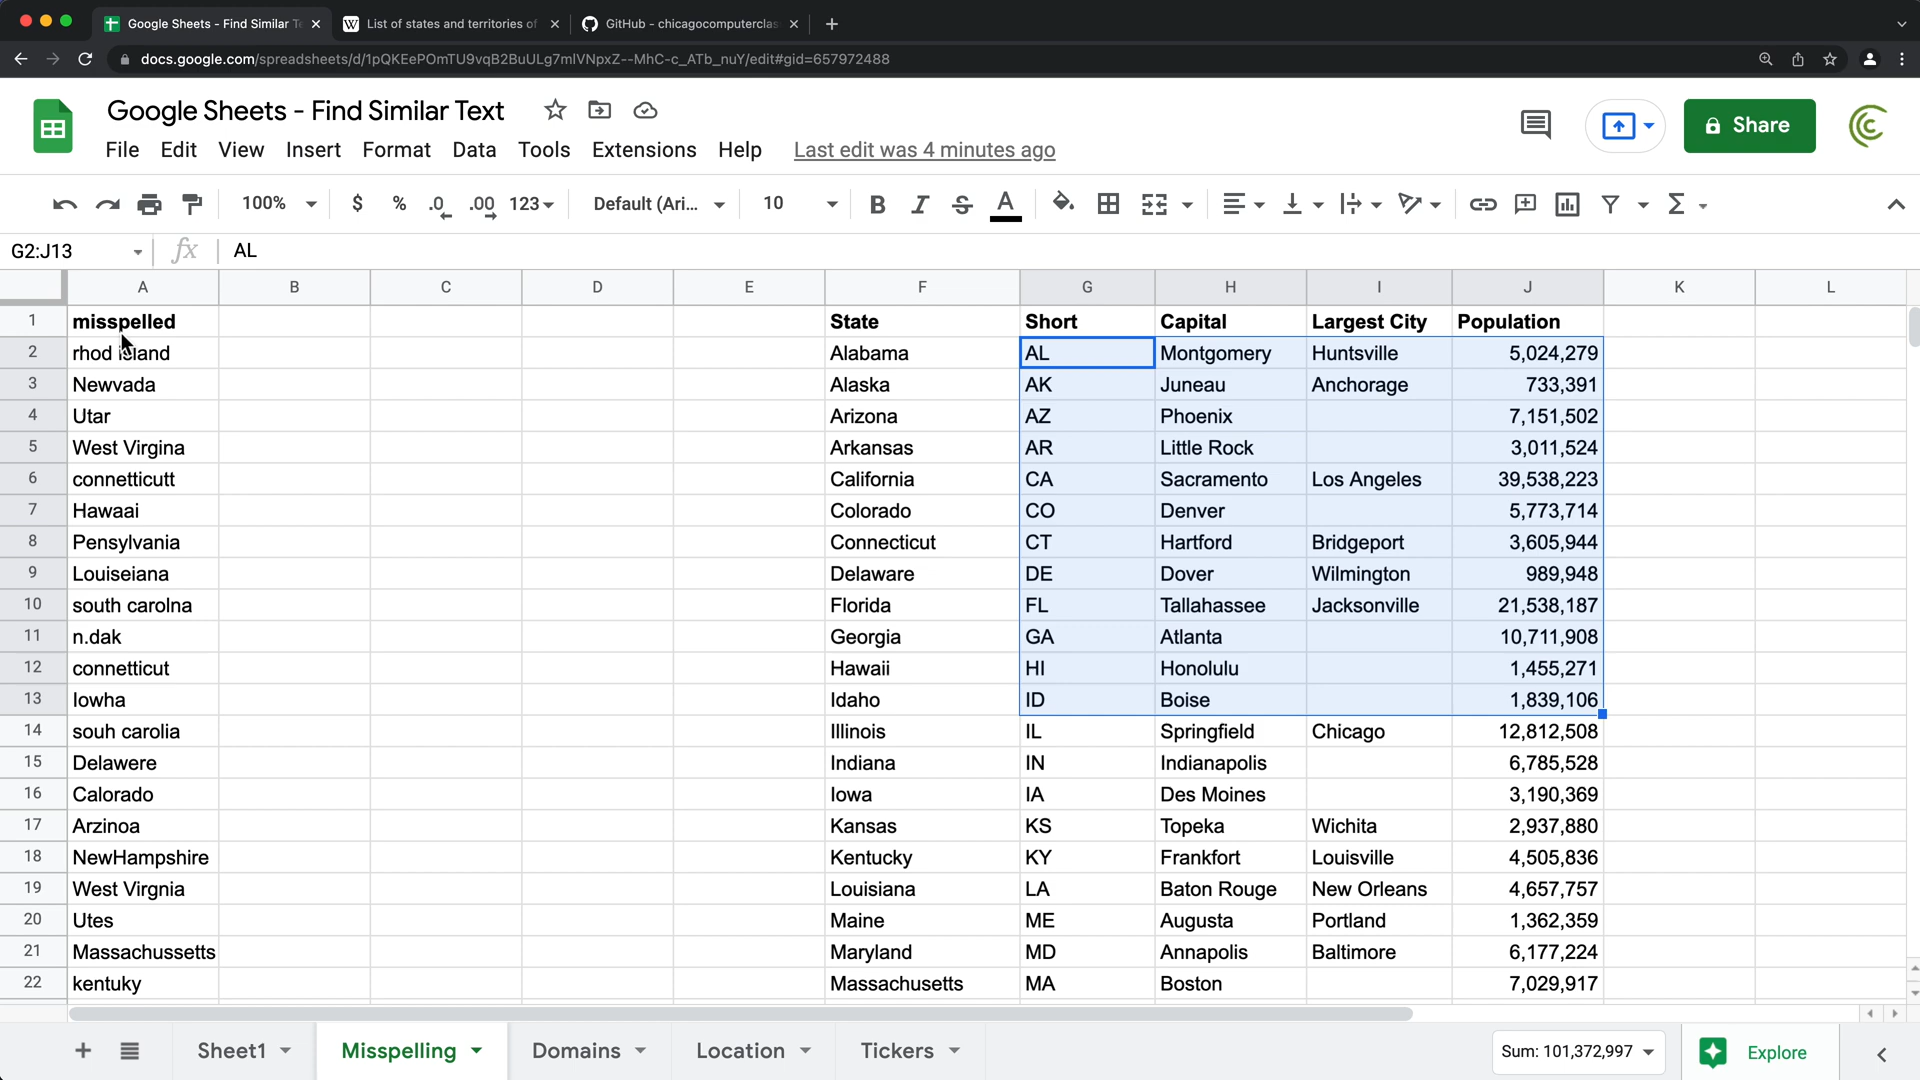 Google Sheets - Find Similar Te
List of states and territories of
GitHub - chicagocomputerclas
docs.google.com/spreadsheets/d/1pQKEePOmTU9vqB2BuULg7mlVNpxZ--MhC-c_ATb_nuY/edit#gid=657972488
Google Sheets - Find Similar Text
File Edit View Insert Format Data Tools Extensions Help Last edit was 4 minutes ago
Share
100% $ % .0 .00 123 Default (Ari... 10 B I S A
G2:J13 fx AL
A B C D E F G H I J K L
1 misspelled State Short Capital Largest City Population
2 rhod island Alabama AL Montgomery Huntsville 5,024,279
3 Newvada Alaska AK Juneau Anchorage 733,391
4 Utar Arizona AZ Phoenix 7,151,502
5 West Virgina Arkansas AR Little Rock 3,011,524
6 connetticutt California CA Sacramento Los Angeles 39,538,223
7 Hawaai Colorado CO Denver 5,773,714
8 Pensylvania Connecticut CT Hartford Bridgeport 3,605,944
9 Louiseiana Delaware DE Dover Wilmington 989,948
10 south carolna Florida FL Tallahassee Jacksonville 21,538,187
11 n.dak Georgia GA Atlanta 10,711,908
12 connetticut Hawaii HI Honolulu 1,455,271
13 Iowha Idaho ID Boise 1,839,106
14 souh carolia Illinois IL Springfield Chicago 12,812,508
15 Delawere Indiana IN Indianapolis 6,785,528
16 Calorado Iowa IA Des Moines 3,190,369
17 Arzinoa Kansas KS Topeka Wichita 2,937,880
18 NewHampshire Kentucky KY Frankfort Louisville 4,505,836
19 West Virgnia Louisiana LA Baton Rouge New Orleans 4,657,757
20 Utes Maine ME Augusta Portland 1,362,359
21 Massachussetts Maryland MD Annapolis Baltimore 6,177,224
22 kentuky Massachusetts MA Boston 7,029,917
Sheet1 Misspelling Domains Location Tickers Sum: 101,372,997 Explore